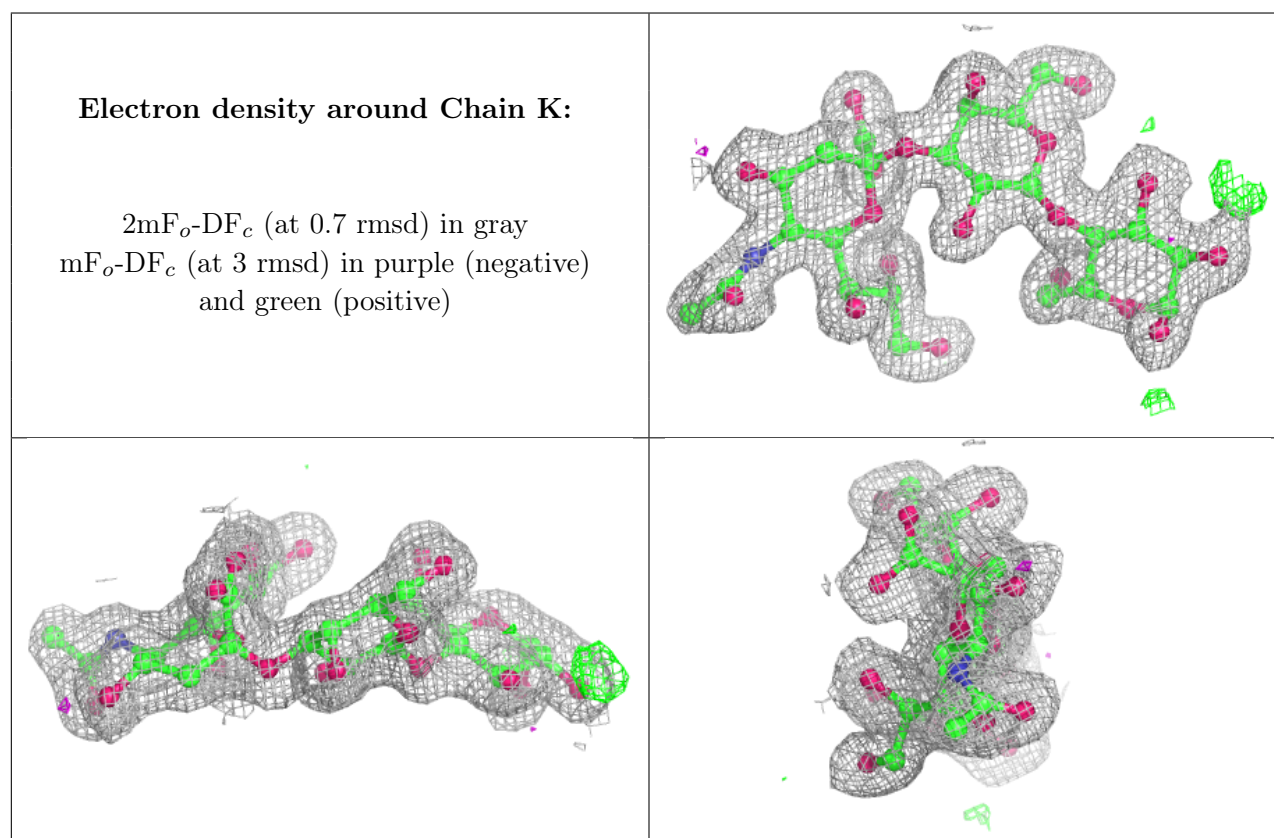 Electron density around Chain K:
2mFo-DFc (at 0.7 rmsd) in gray
mFo-DFc (at 3 rmsd) in purple (negative)
and green (positive)